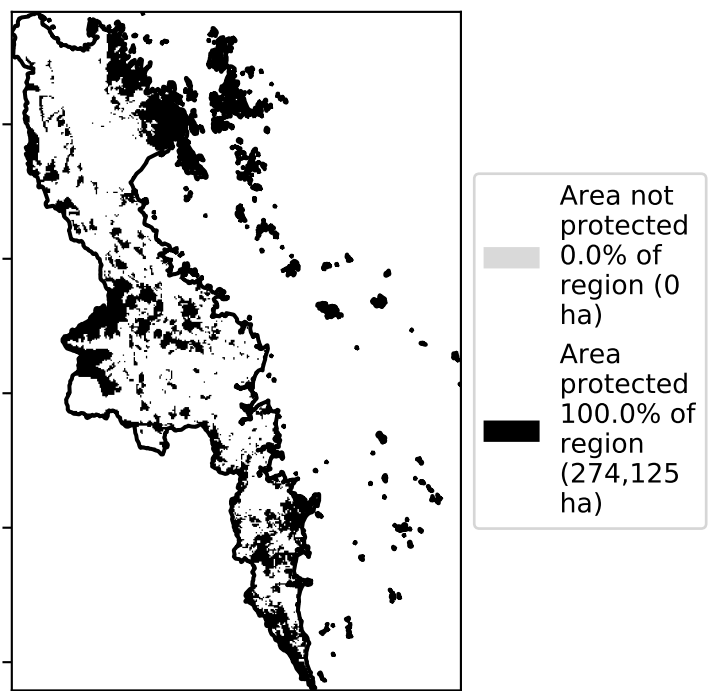 Area not
protected
0.0% of
region (0
ha)
Area
protected
100.0% of
region
(274,125
ha)